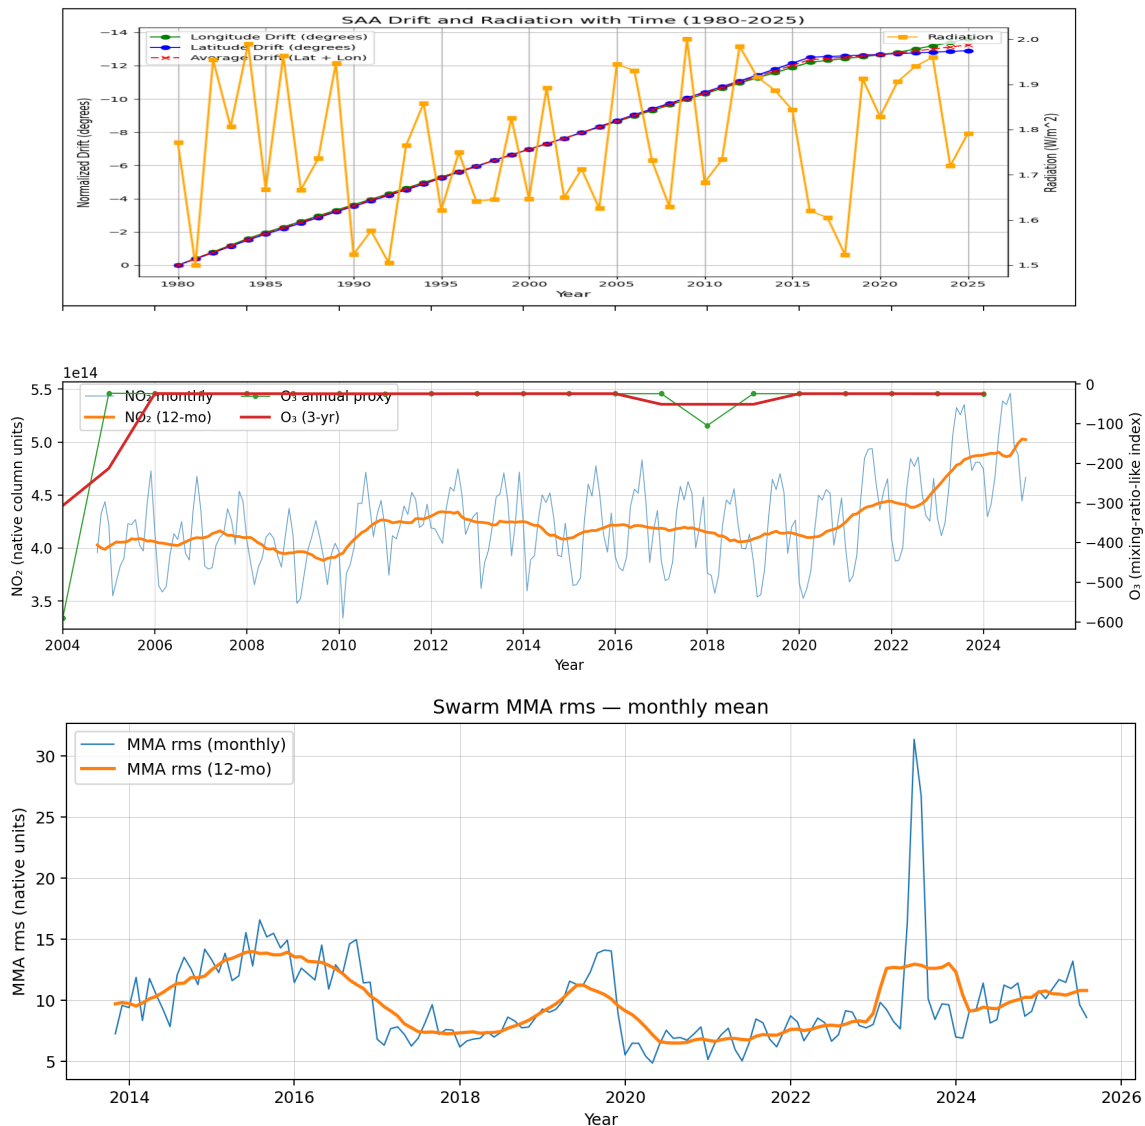 SAA Drift and Radiation with Time (1980-2025)
Longitude Drift (degrees)
Latitude Drift (degrees)
Average Drift (Lat + Lon)
Radiation
Normalized Drift (degrees)
−14
−12
−10
−8
−6
−4
−2
0
2.0
1.9
1.8
1.7
1.6
1.5
Radiation (W/m^2)
1980 1985 1990 1995 2000 2005 2010 2015 2020 2025
Year
1e14
NO₂ monthly
NO₂ (12-mo)
O₃ annual proxy
O₃ (3-yr)
NO₂ (native column units)
5.5
5.0
4.5
4.0
3.5
0
−100
−200
−300
−400
−500
−600
O₃ (mixing-ratio-like index)
2004 2006 2008 2010 2012 2014 2016 2018 2020 2022 2024
Year
Swarm MMA rms — monthly mean
MMA rms (monthly)
MMA rms (12-mo)
MMA rms (native units)
30
25
20
15
10
5
2014 2016 2018 2020 2022 2024 2026
Year